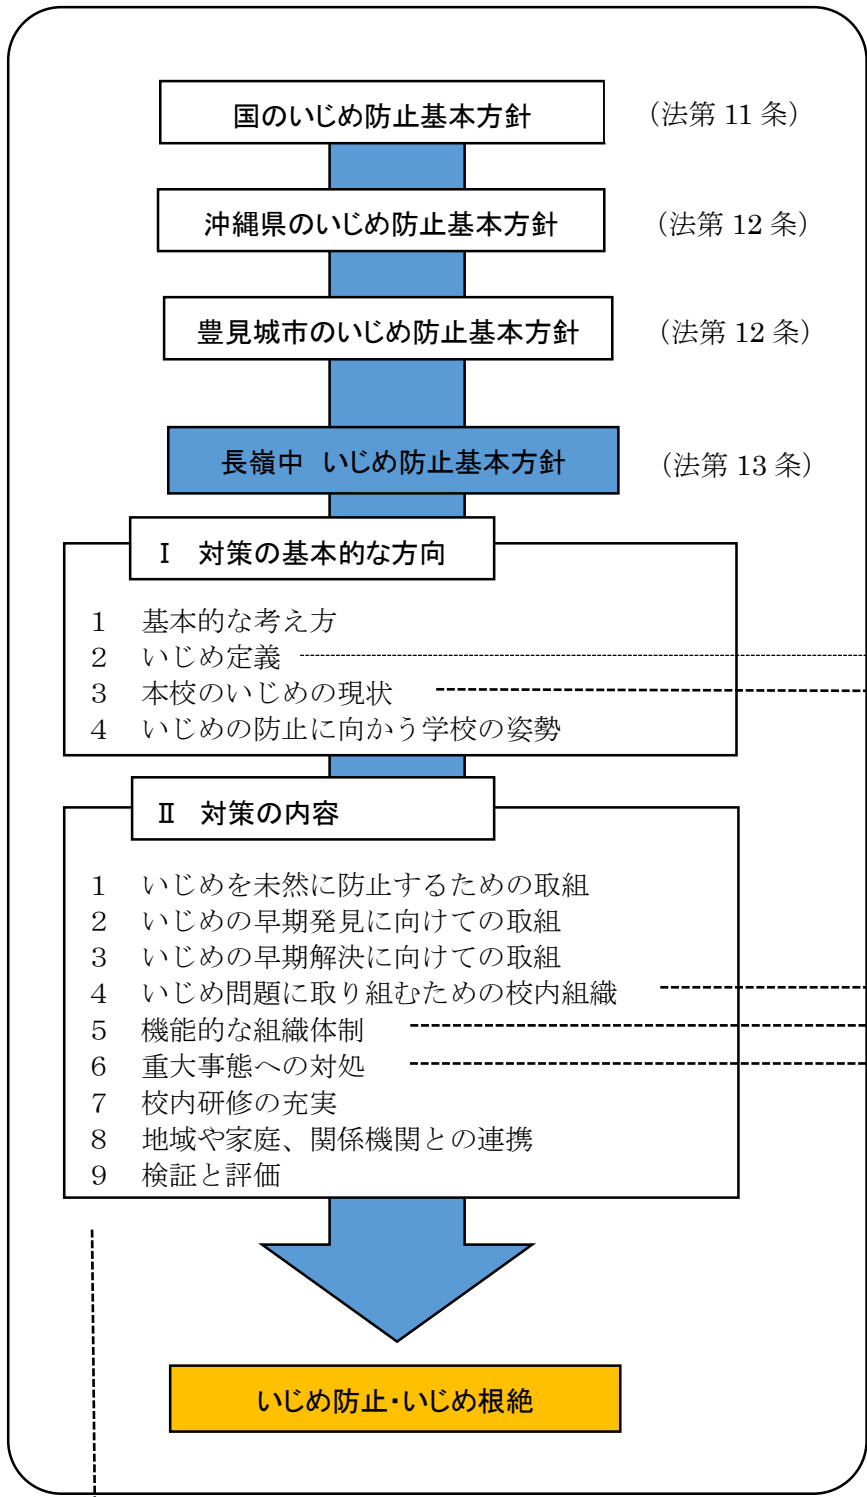 国のいじめ防止基本方針 （法第 11 条）
沖縄県のいじめ防止基本方針 （法第 12 条）
豊見城市のいじめ防止基本方針 （法第 12 条）
長嶺中 いじめ防止基本方針 （法第 13 条）
Ⅰ 対策の基本的な方向
１ 基本的な考え方
２ いじめ定義
３ 本校のいじめの現状
４ いじめの防止に向かう学校の姿勢
Ⅱ 対策の内容
１ いじめを未然に防止するための取組
２ いじめの早期発見に向けての取組
３ いじめの早期解決に向けての取組
４ いじめ問題に取り組むための校内組織
５ 機能的な組織体制
６ 重大事態への対処
７ 校内研修の充実
８ 地域や家庭、関係機関との連携
９ 検証と評価
いじめ防止・いじめ根絶